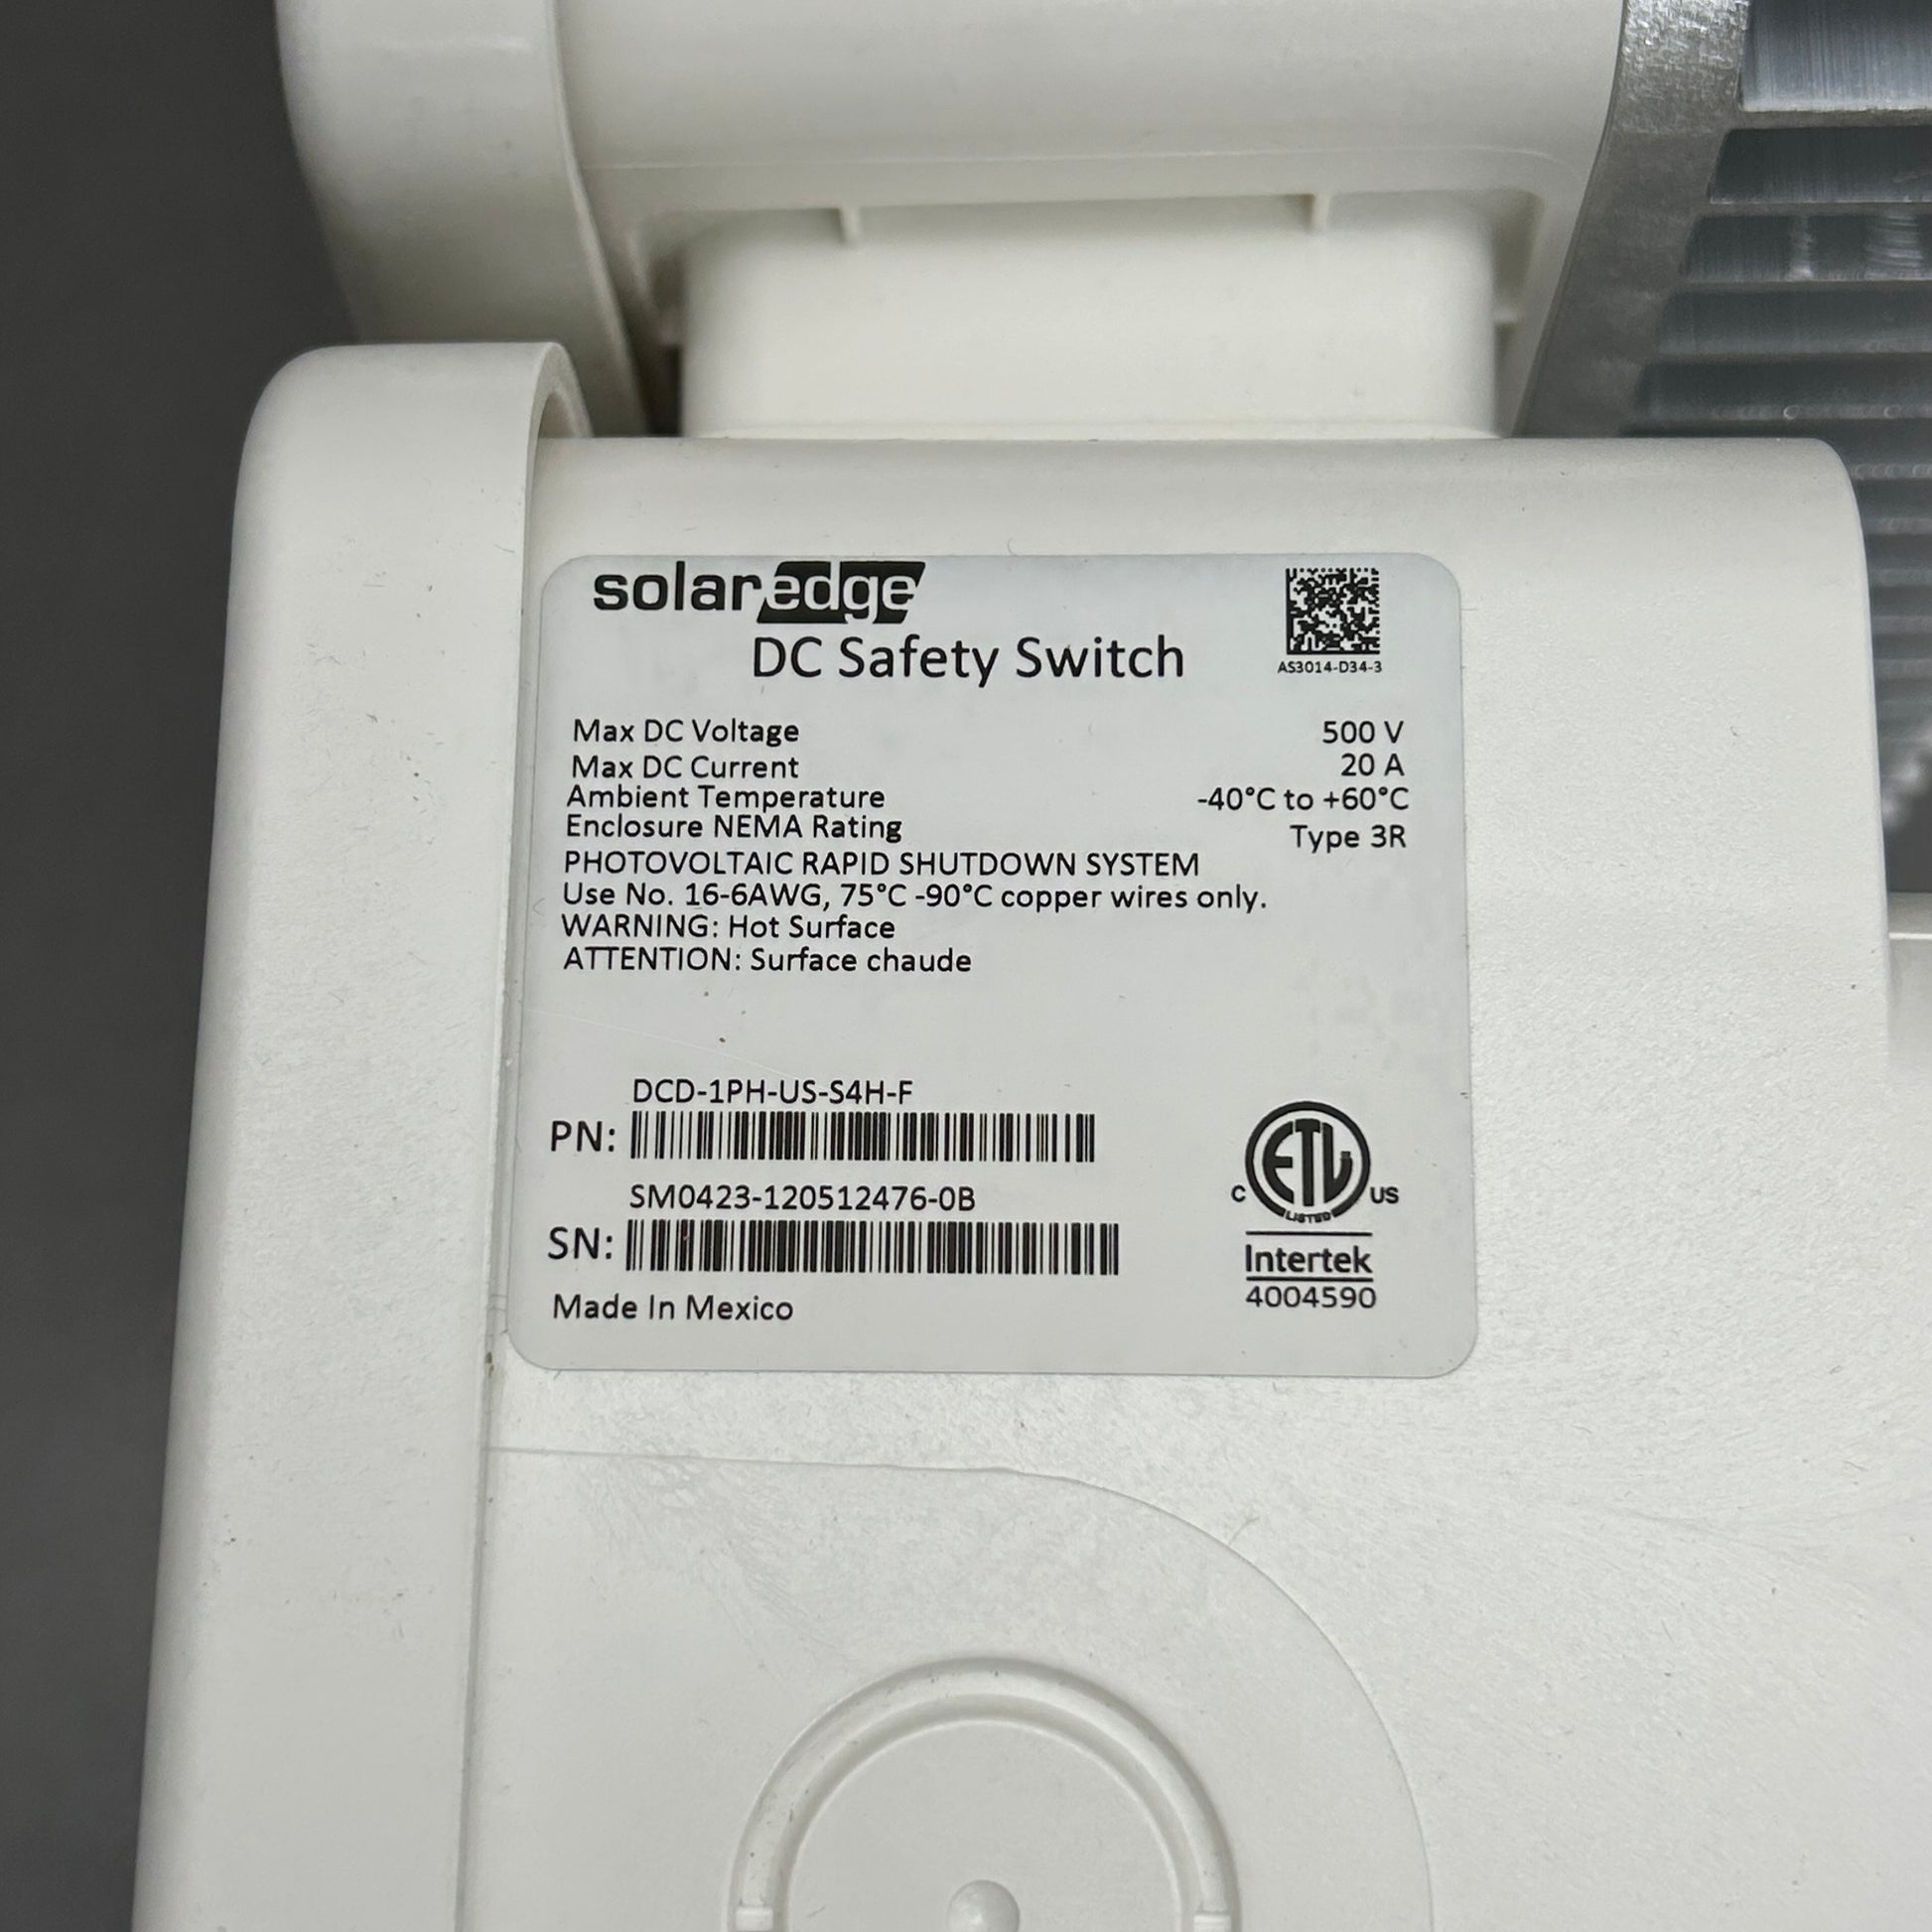 solaredge
DC Safety Switch
AS3014-D34-3
Max DC Voltage 500 V
Max DC Current 20 A
Ambient Temperature -40°C to +60°C
Enclosure NEMA Rating Type 3R
PHOTOVOLTAIC RAPID SHUTDOWN SYSTEM
Use No. 16-6AWG, 75°C -90°C copper wires only.
WARNING: Hot Surface
ATTENTION: Surface chaude
DCD-1PH-US-S4H-F
PN:
SM0423-120512476-0B
SN:
Made In Mexico
C ETL US
LISTED
Intertek
4004590